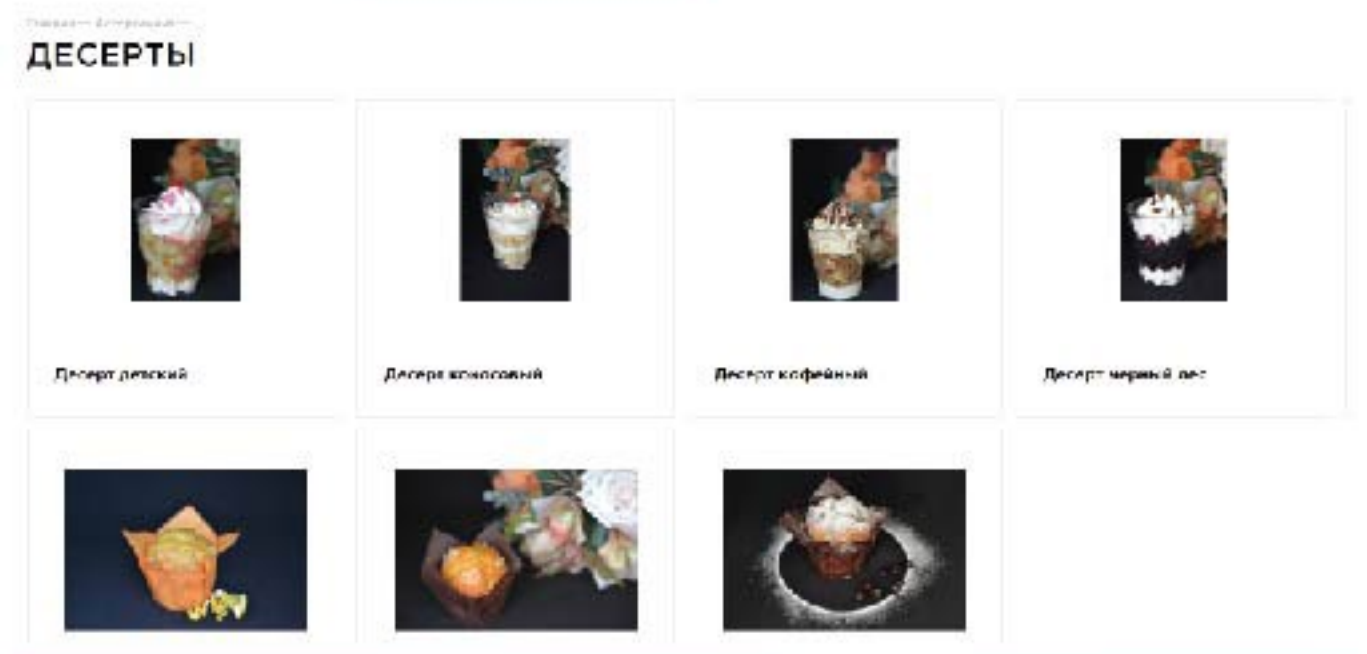 ДЕСЕРТЫ
Десерт детский
Десерт кокосовый
Десерт кофейный
Десерт черный лес